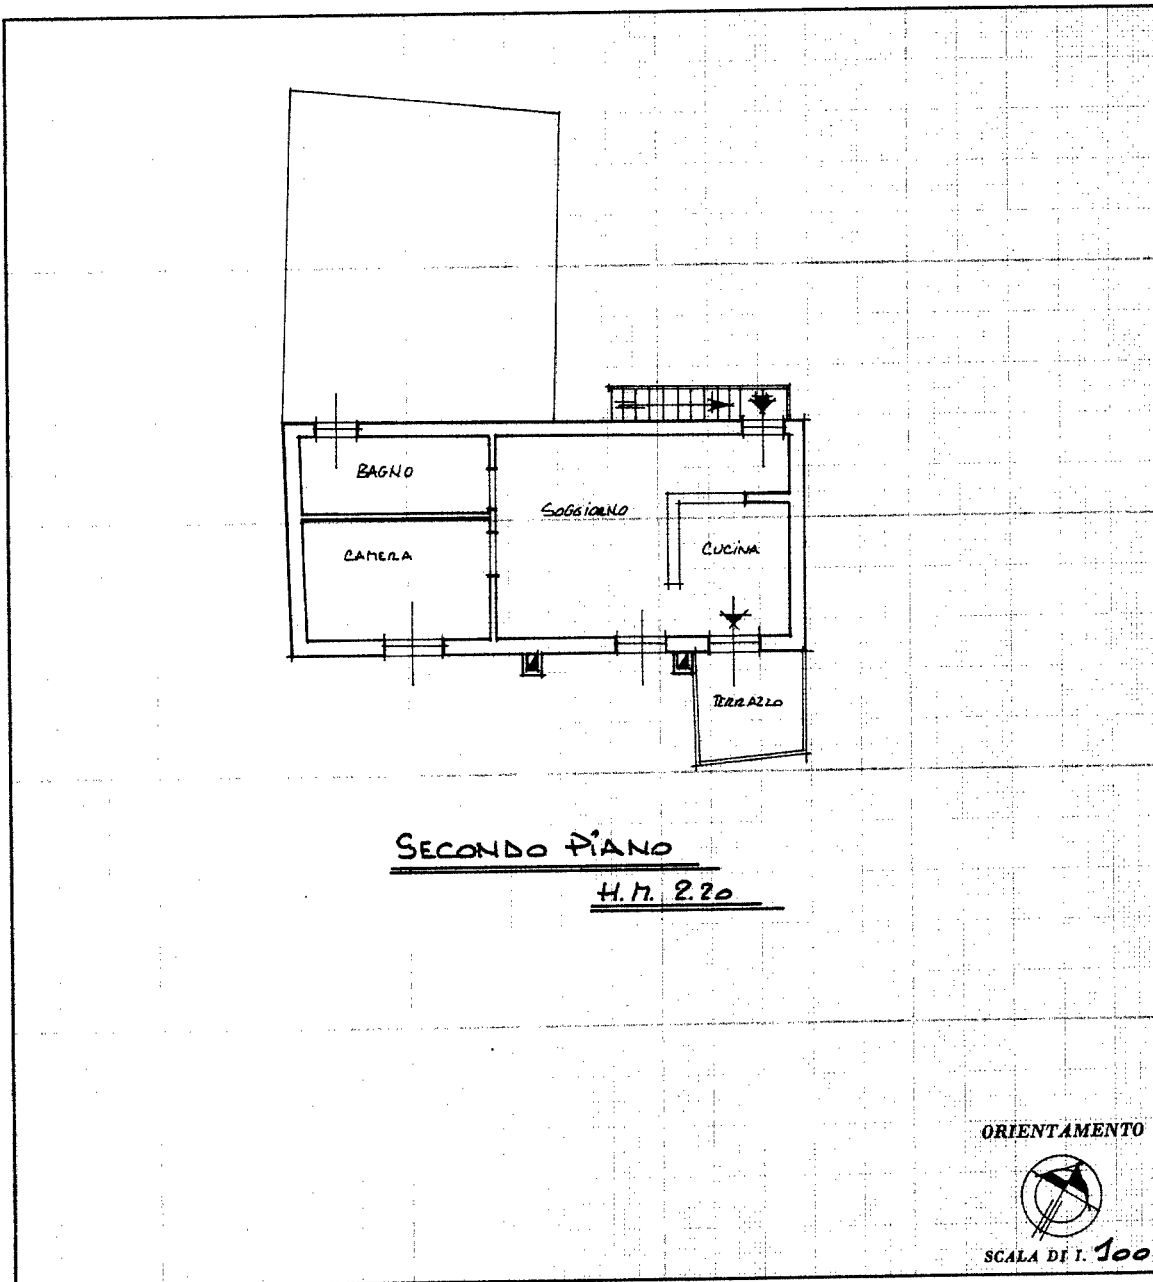 BAGNO
SOGGIORNO
CAMERA
CUCINA
TERRAZZO
SECONDO PIANO
H.M. 2.20
ORIENTAMENTO
SCALA DI 1. 100